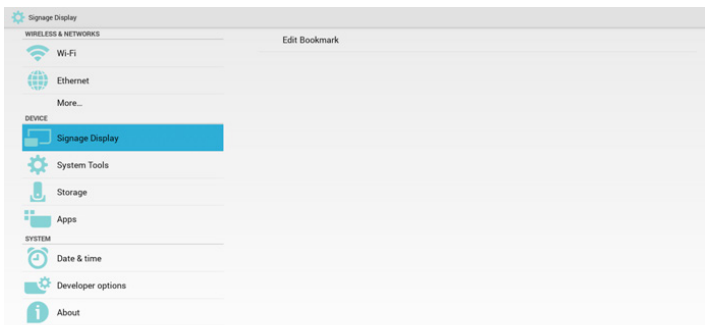 Signage Display
WIRELESS & NETWORKS
Wi-Fi
Ethernet
More...
DEVICE
Signage Display
System Tools
Storage
Apps
SYSTEM
Date & time
Developer options
About
Edit Bookmark